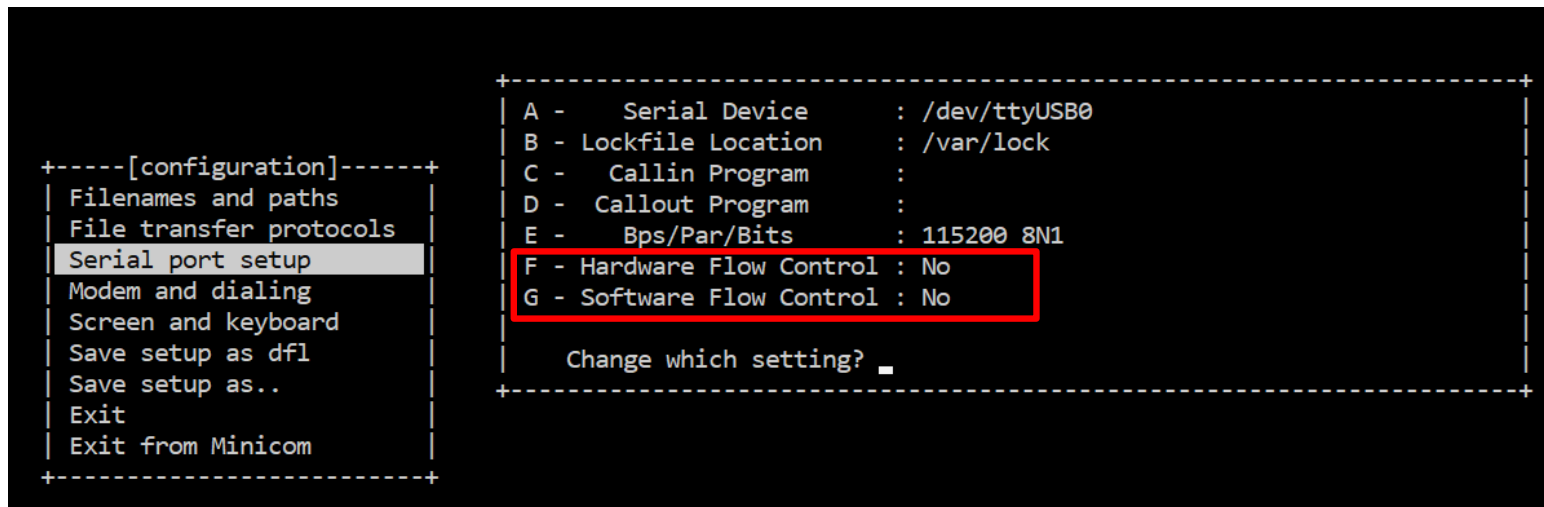 +-----[configuration]------+
| Filenames and paths |
| File transfer protocols |
| Serial port setup |
| Modem and dialing |
| Screen and keyboard |
| Save setup as dfl |
| Save setup as.. |
| Exit |
| Exit from Minicom |
+--------------------------+
+-----------------------------------------------------------------------+
| A - Serial Device : /dev/ttyUSB0 |
| B - Lockfile Location : /var/lock |
| C - Callin Program : |
| D - Callout Program : |
| E - Bps/Par/Bits : 115200 8N1 |
| F - Hardware Flow Control : No |
| G - Software Flow Control : No |
| |
| Change which setting? |
+-----------------------------------------------------------------------+